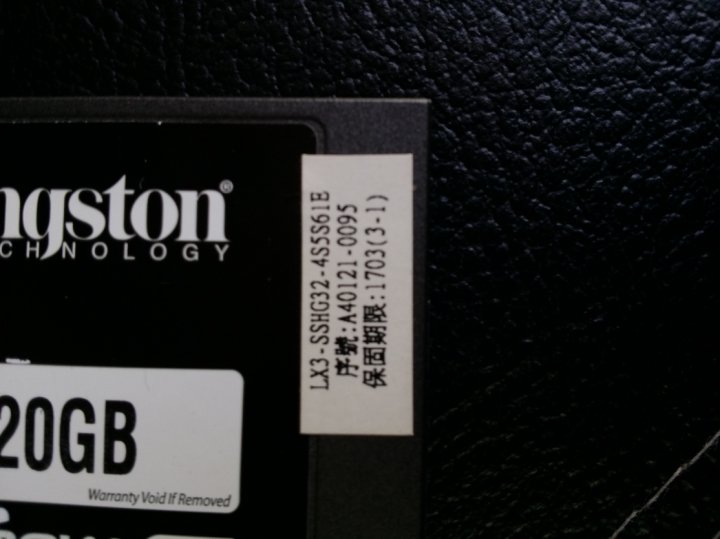 ngston®
CHNOLOGY
20GB
Warranty Void If Removed
LX3-SSHG32-4S5S61E
序號:A40121-0095
保固期限:1703(3-1)